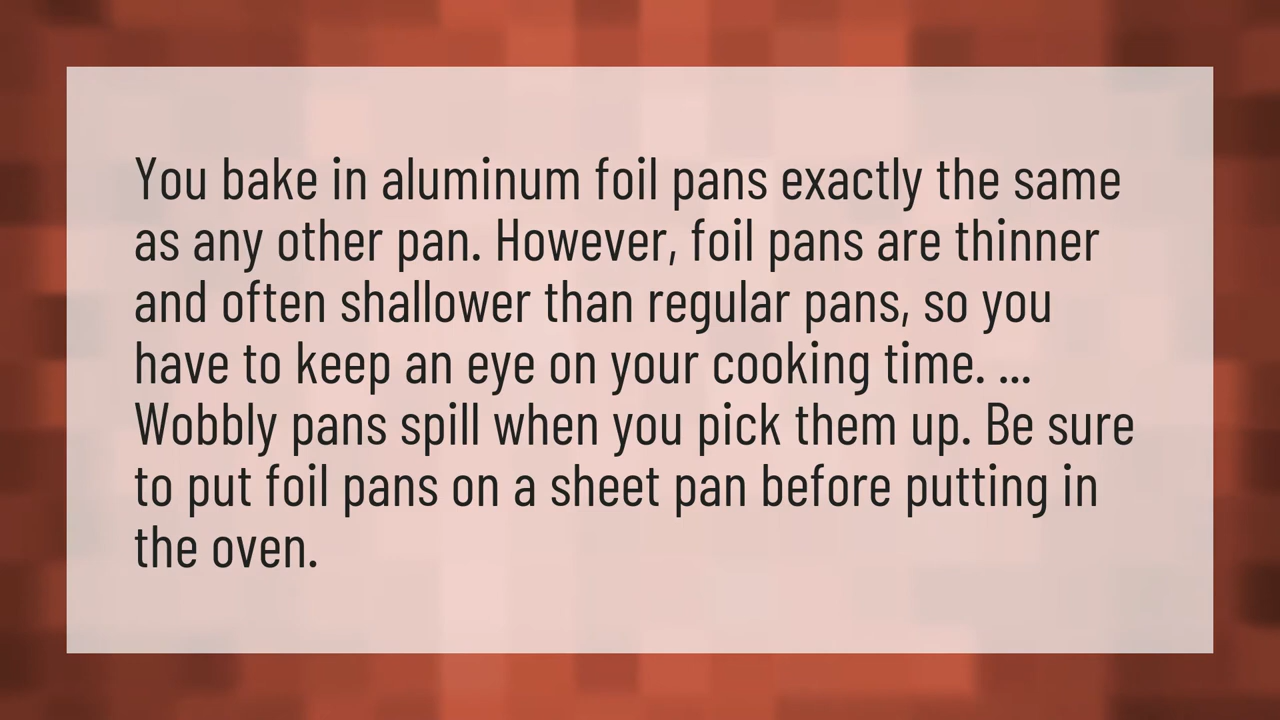 You bake in aluminum foil pans exactly the same
as any other pan. However, foil pans are thinner
and often shallower than regular pans, so you
have to keep an eye on your cooking time. ...
Wobbly pans spill when you pick them up. Be sure
to put foil pans on a sheet pan before putting in
the oven.